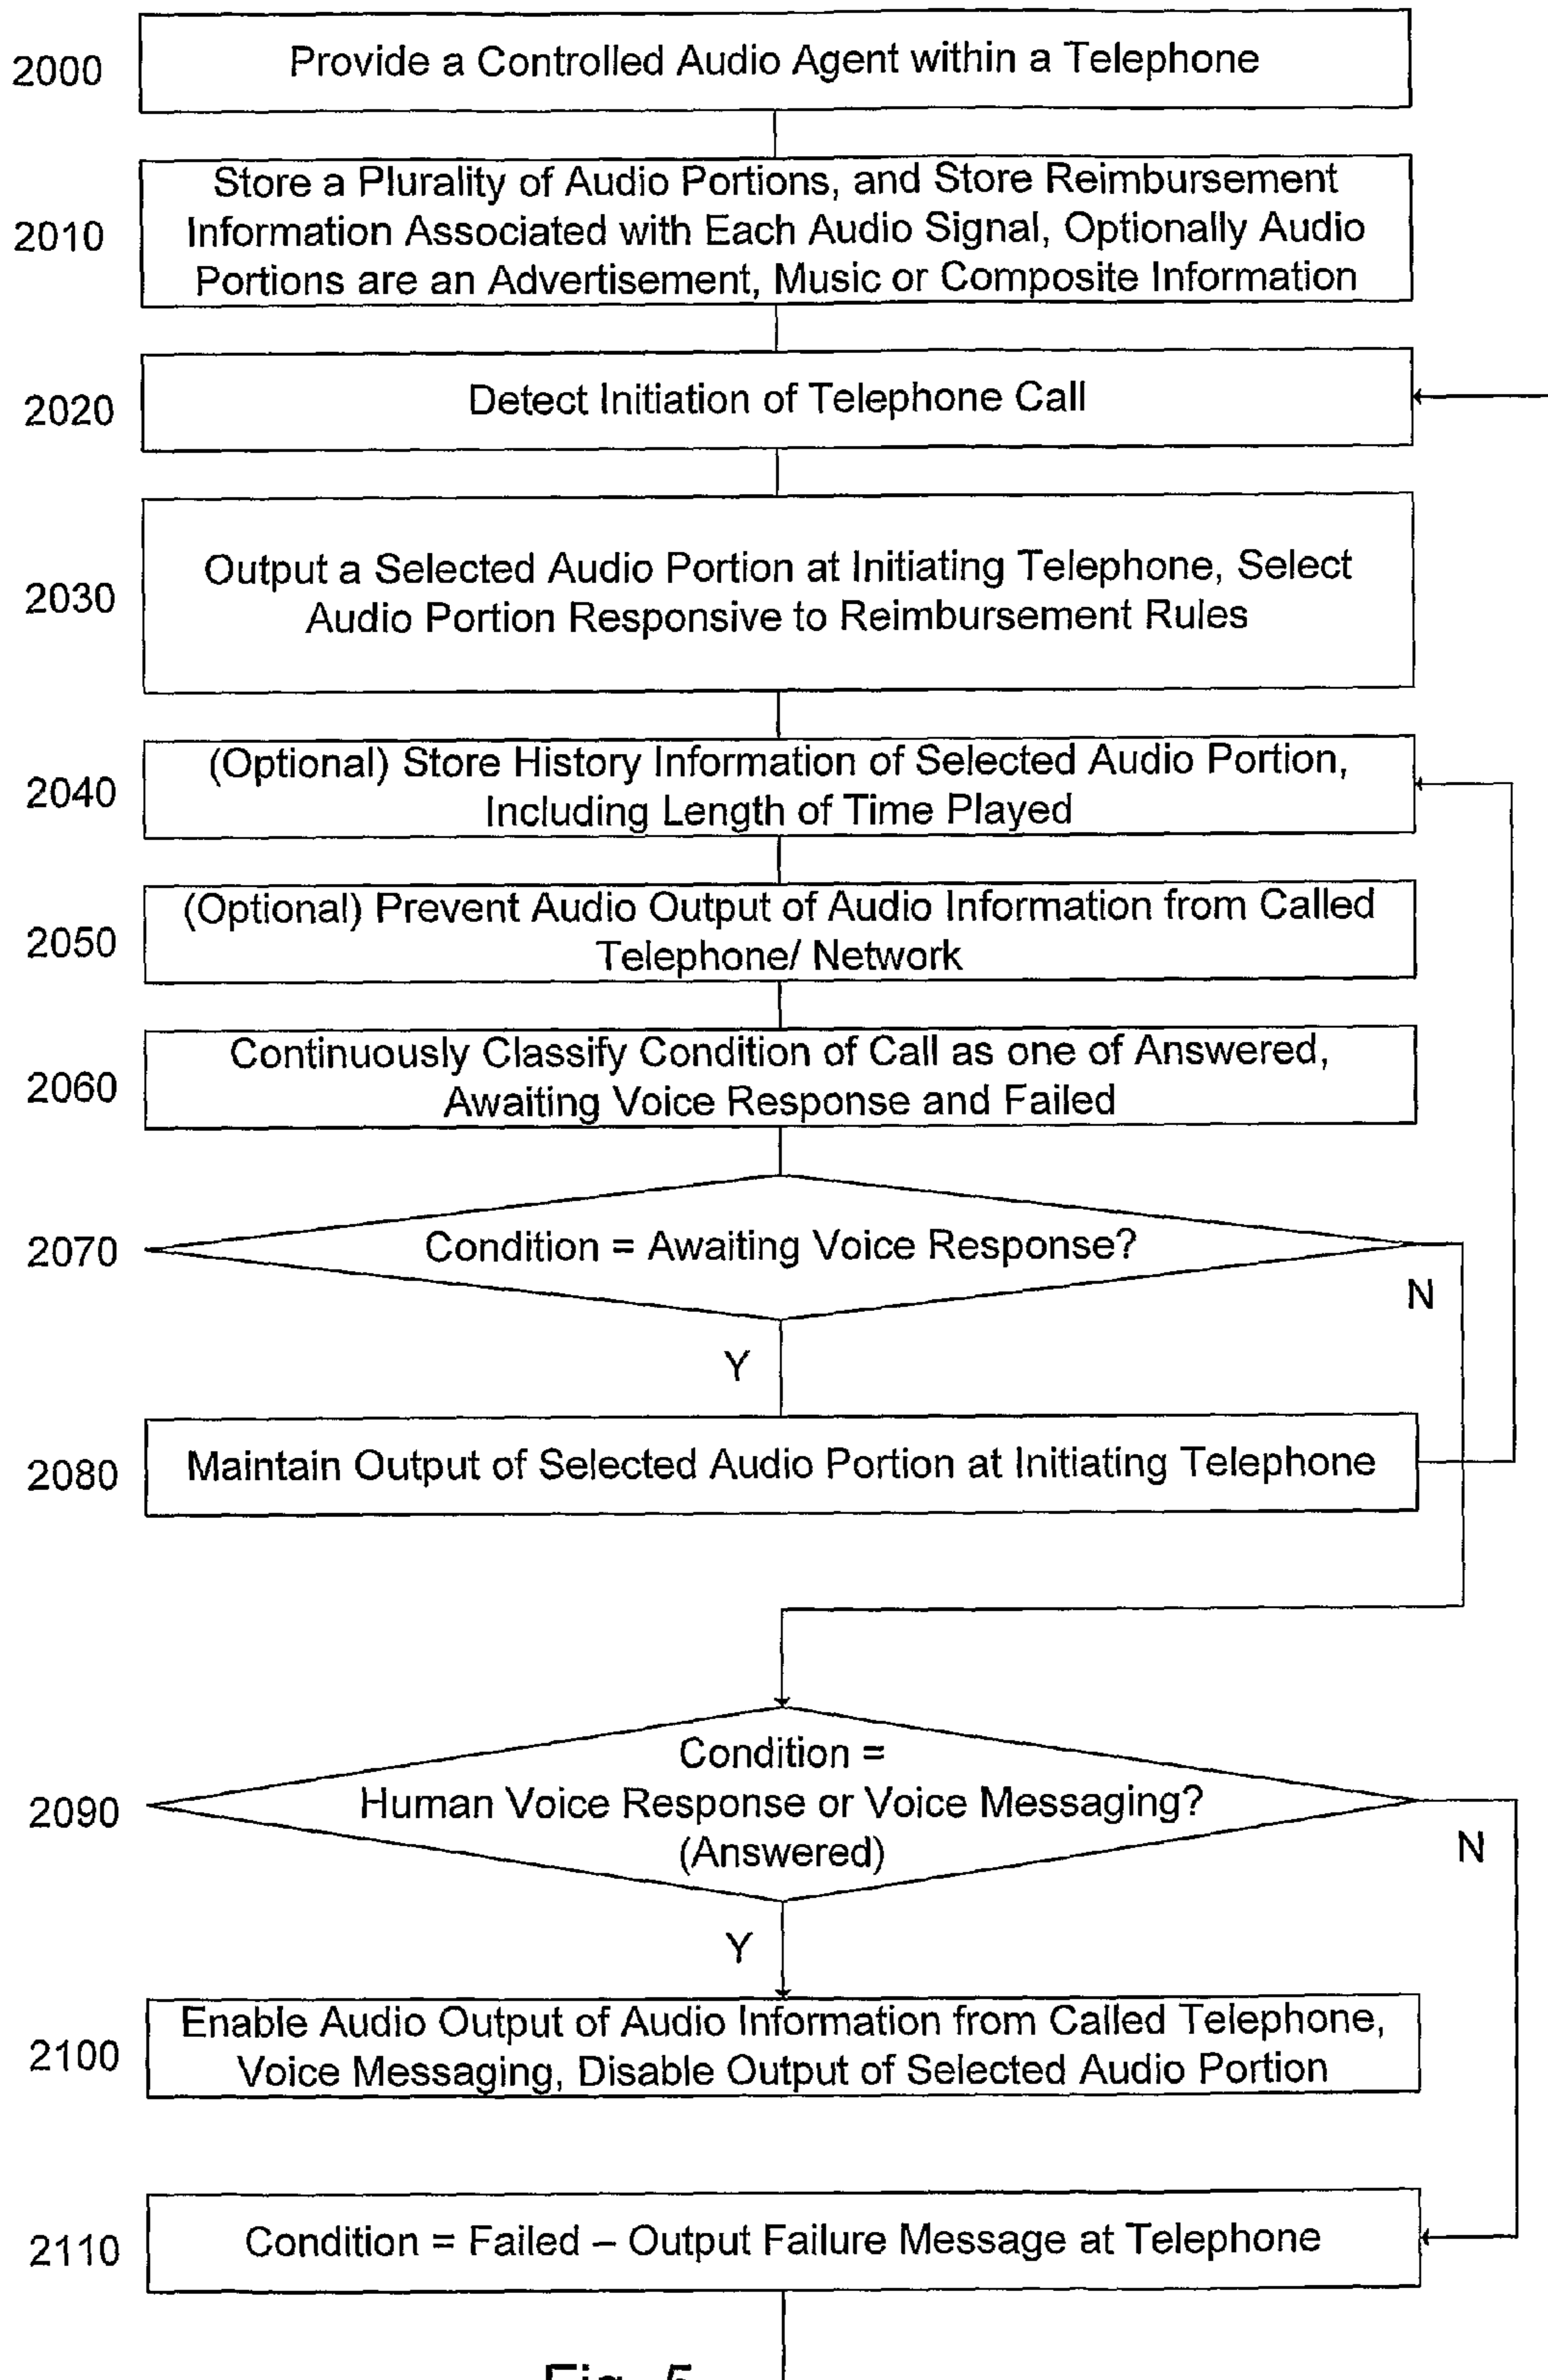 2000
Provide a Controlled Audio Agent within a Telephone
2010
Store a Plurality of Audio Portions, and Store Reimbursement
Information Associated with Each Audio Signal, Optionally Audio
Portions are an Advertisement, Music or Composite Information
2020
Detect Initiation of Telephone Call
2030
Output a Selected Audio Portion at Initiating Telephone, Select
Audio Portion Responsive to Reimbursement Rules
2040
(Optional) Store History Information of Selected Audio Portion,
Including Length of Time Played
2050
(Optional) Prevent Audio Output of Audio Information from Called
Telephone/ Network
2060
Continuously Classify Condition of Call as one of Answered,
Awaiting Voice Response and Failed
2070
Condition = Awaiting Voice Response?
N
Y
2080
Maintain Output of Selected Audio Portion at Initiating Telephone
2090
Condition =
Human Voice Response or Voice Messaging?
(Answered)
N
Y
2100
Enable Audio Output of Audio Information from Called Telephone,
Voice Messaging, Disable Output of Selected Audio Portion
2110
Condition = Failed – Output Failure Message at Telephone
Fig. 5